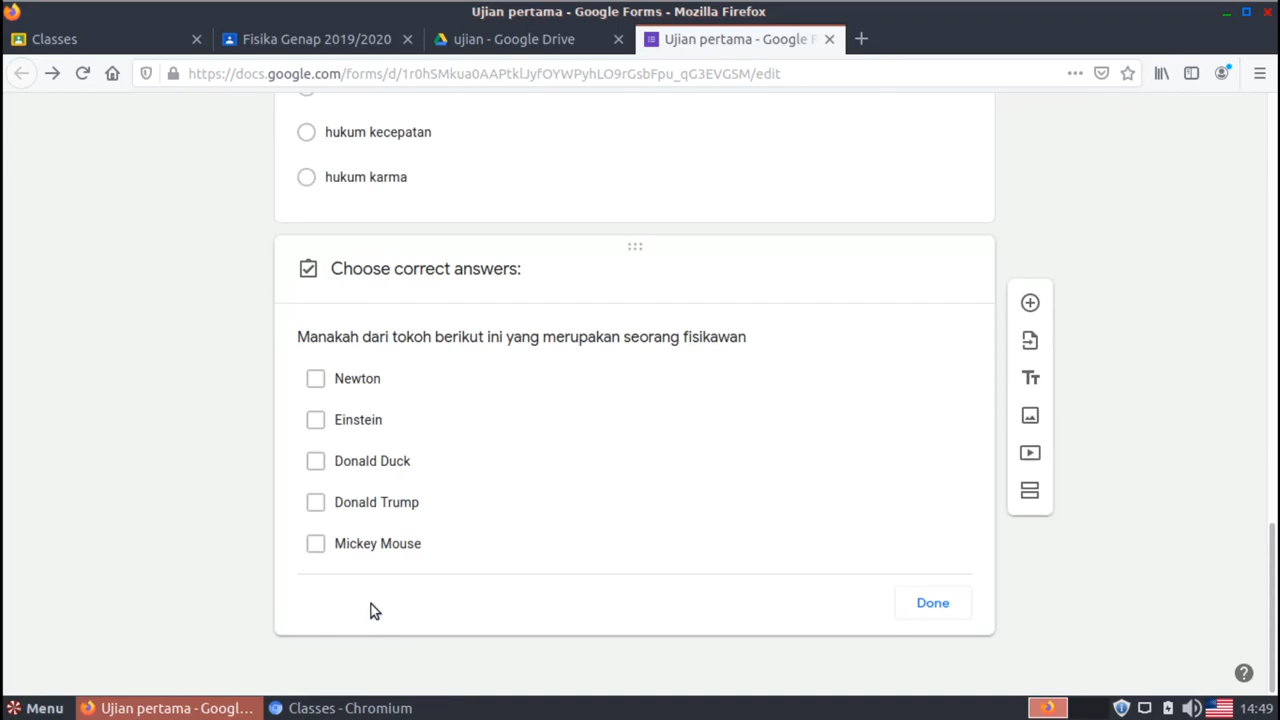 Ujian pertama - Google Forms - Mozilla Firefox
Classes
Fisika Genap 2019/2020
ujian - Google Drive
Ujian pertama - Google F
https://docs.google.com/forms/d/1r0hSMkua0AAPtklJyfOYWPyhLO9rGsbFpu_qG3EVGSM/edit
hukum kecepatan
hukum karma
Choose correct answers:
Manakah dari tokoh berikut ini yang merupakan seorang fisikawan
Newton
Einstein
Donald Duck
Donald Trump
Mickey Mouse
Done
Menu
Ujian pertama - Googl...
Classes - Chromium
14:49